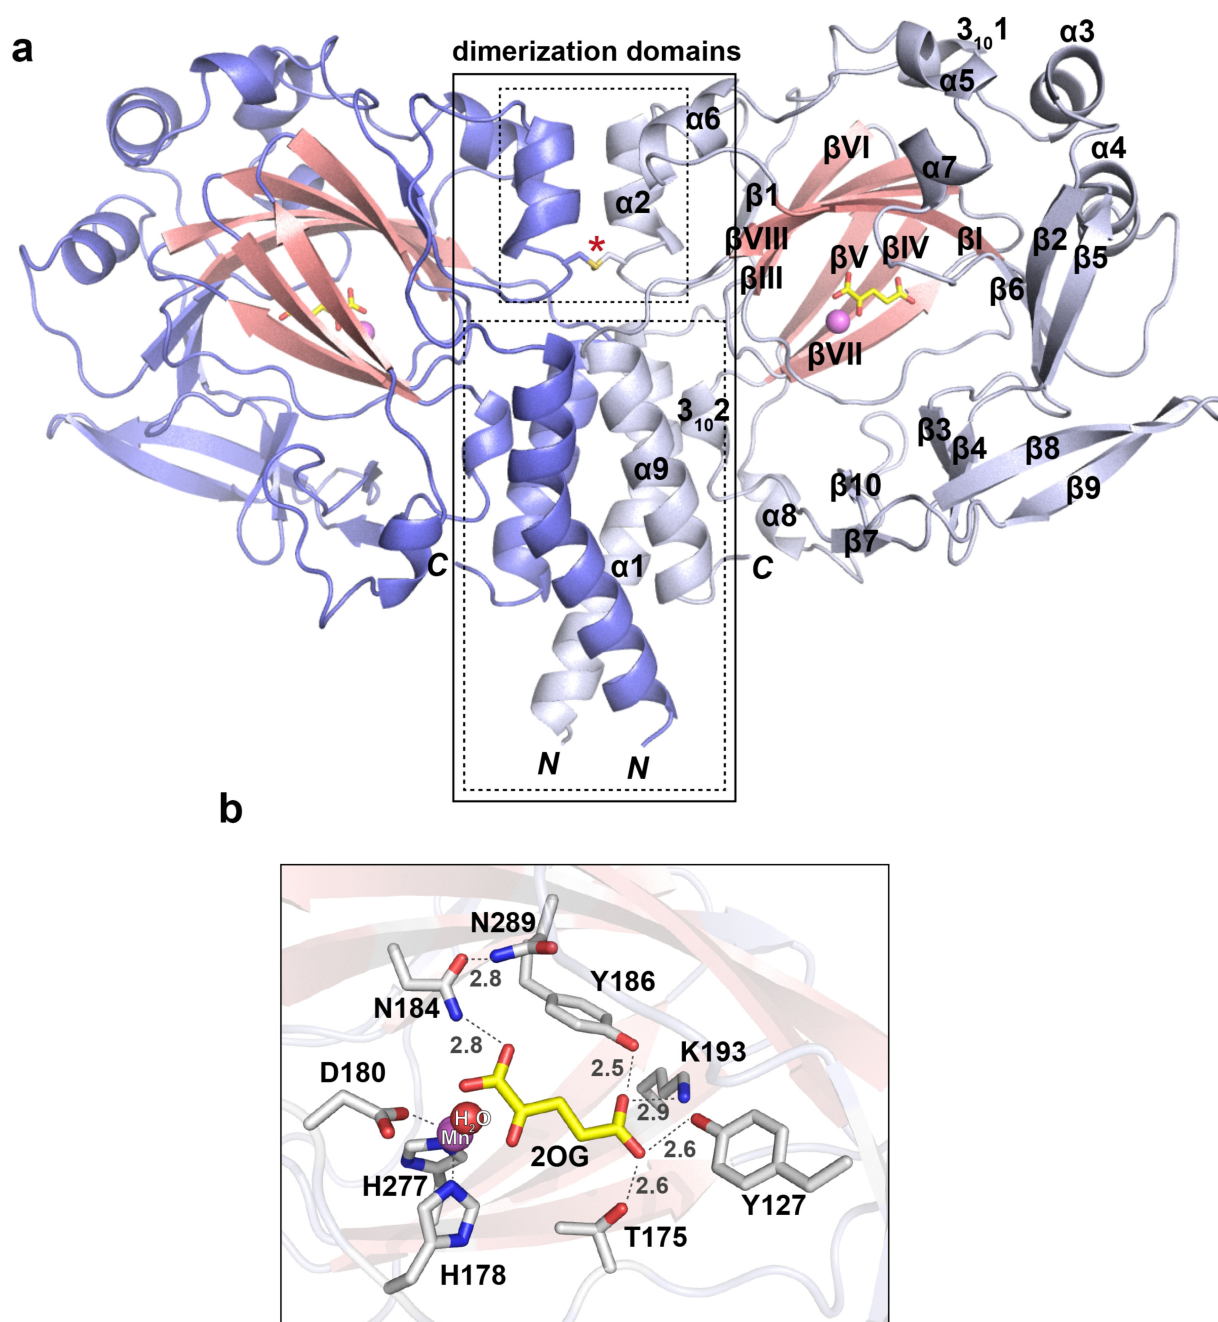 a
dimerization domains
3₁₀1
α3
α5
α6
βVI
α7
α4
α2
β1
*
βVIII
βV
βIV
βI
β2
β5
βIII
β6
βVII
3₁₀2
β3
β4
β8
α9
β10
β9
α8
β7
C
α1
C
N
N
b
N289
2.8
Y186
N184
2.8
2.5
K193
D180
2.9
H₂O
Mn
2OG
2.6
H277
2.6
Y127
T175
H178